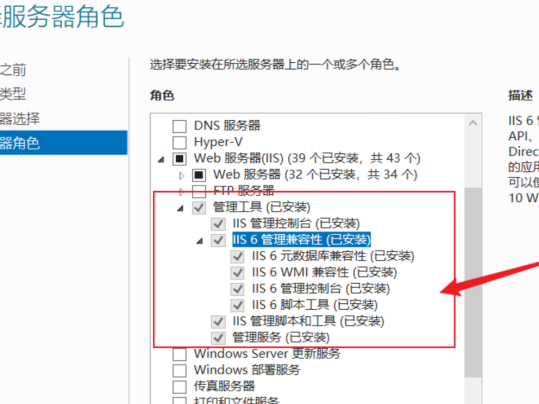 服务器角色
之前
类型
器选择
器角色
选择要安装在所选服务器上的一个或多个角色。
角色
描述
DNS 服务器
Hyper-V
Web 服务器(IIS) (39 个已安装，共 43 个)
Web 服务器 (32 个已安装，共 34 个)
FTP 服务器
管理工具 (已安装)
IIS 管理控制台 (已安装)
IIS 6 管理兼容性 (已安装)
IIS 6 元数据库兼容性 (已安装)
IIS 6 WMI 兼容性 (已安装)
IIS 6 管理控制台 (已安装)
IIS 6 脚本工具 (已安装)
IIS 管理脚本和工具 (已安装)
管理服务 (已安装)
Windows Server 更新服务
Windows 部署服务
传真服务器
打印和文件服务
IIS 6
API、
Direc
的应用
可以使
10 W